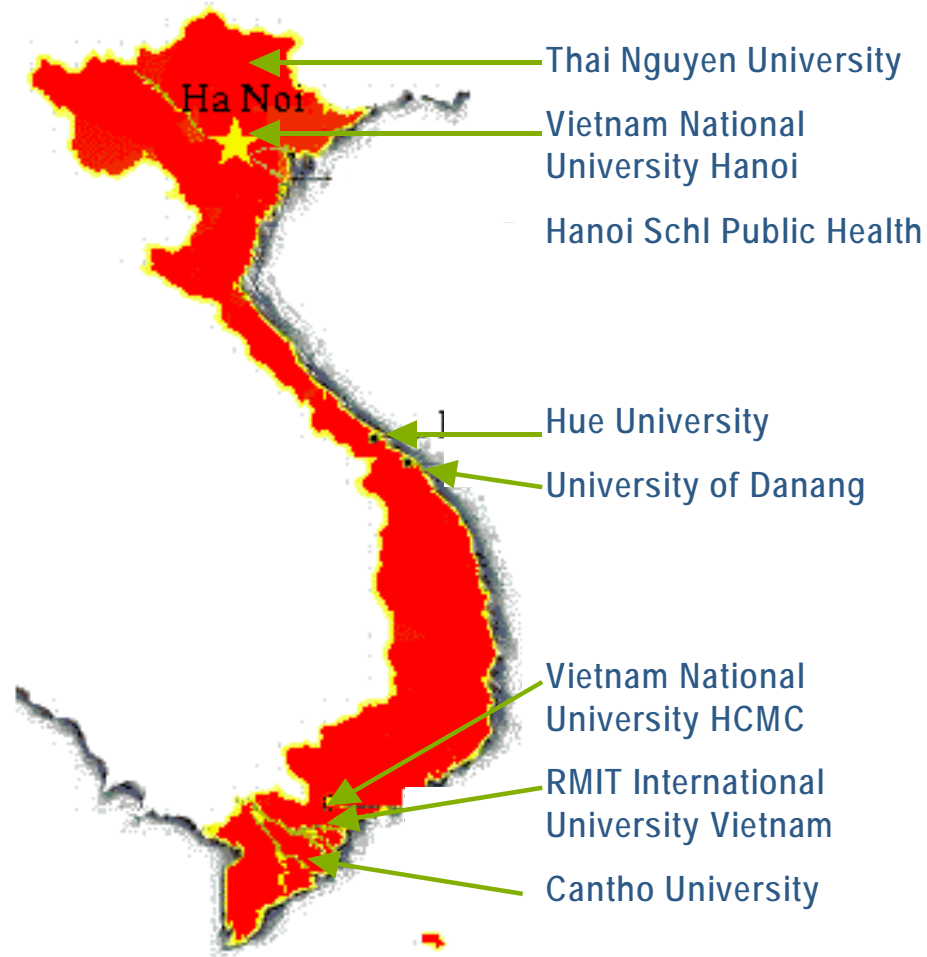 Thai Nguyen University
Ha Noi
Vietnam National
University Hanoi
Hanoi Schl Public Health
Hue University
University of Danang
Vietnam National
University HCMC
RMIT International
University Vietnam
Cantho University